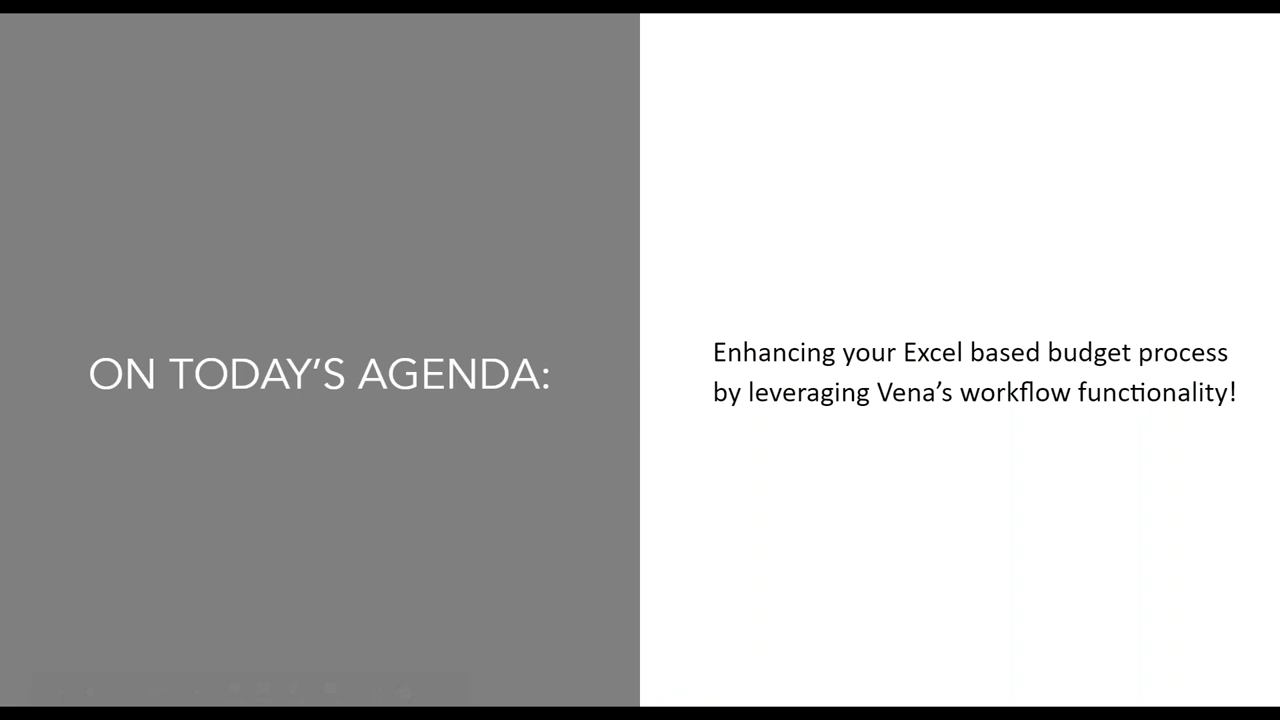 ON TODAY’S AGENDA:
Enhancing your Excel based budget process
by leveraging Vena’s workflow functionality!